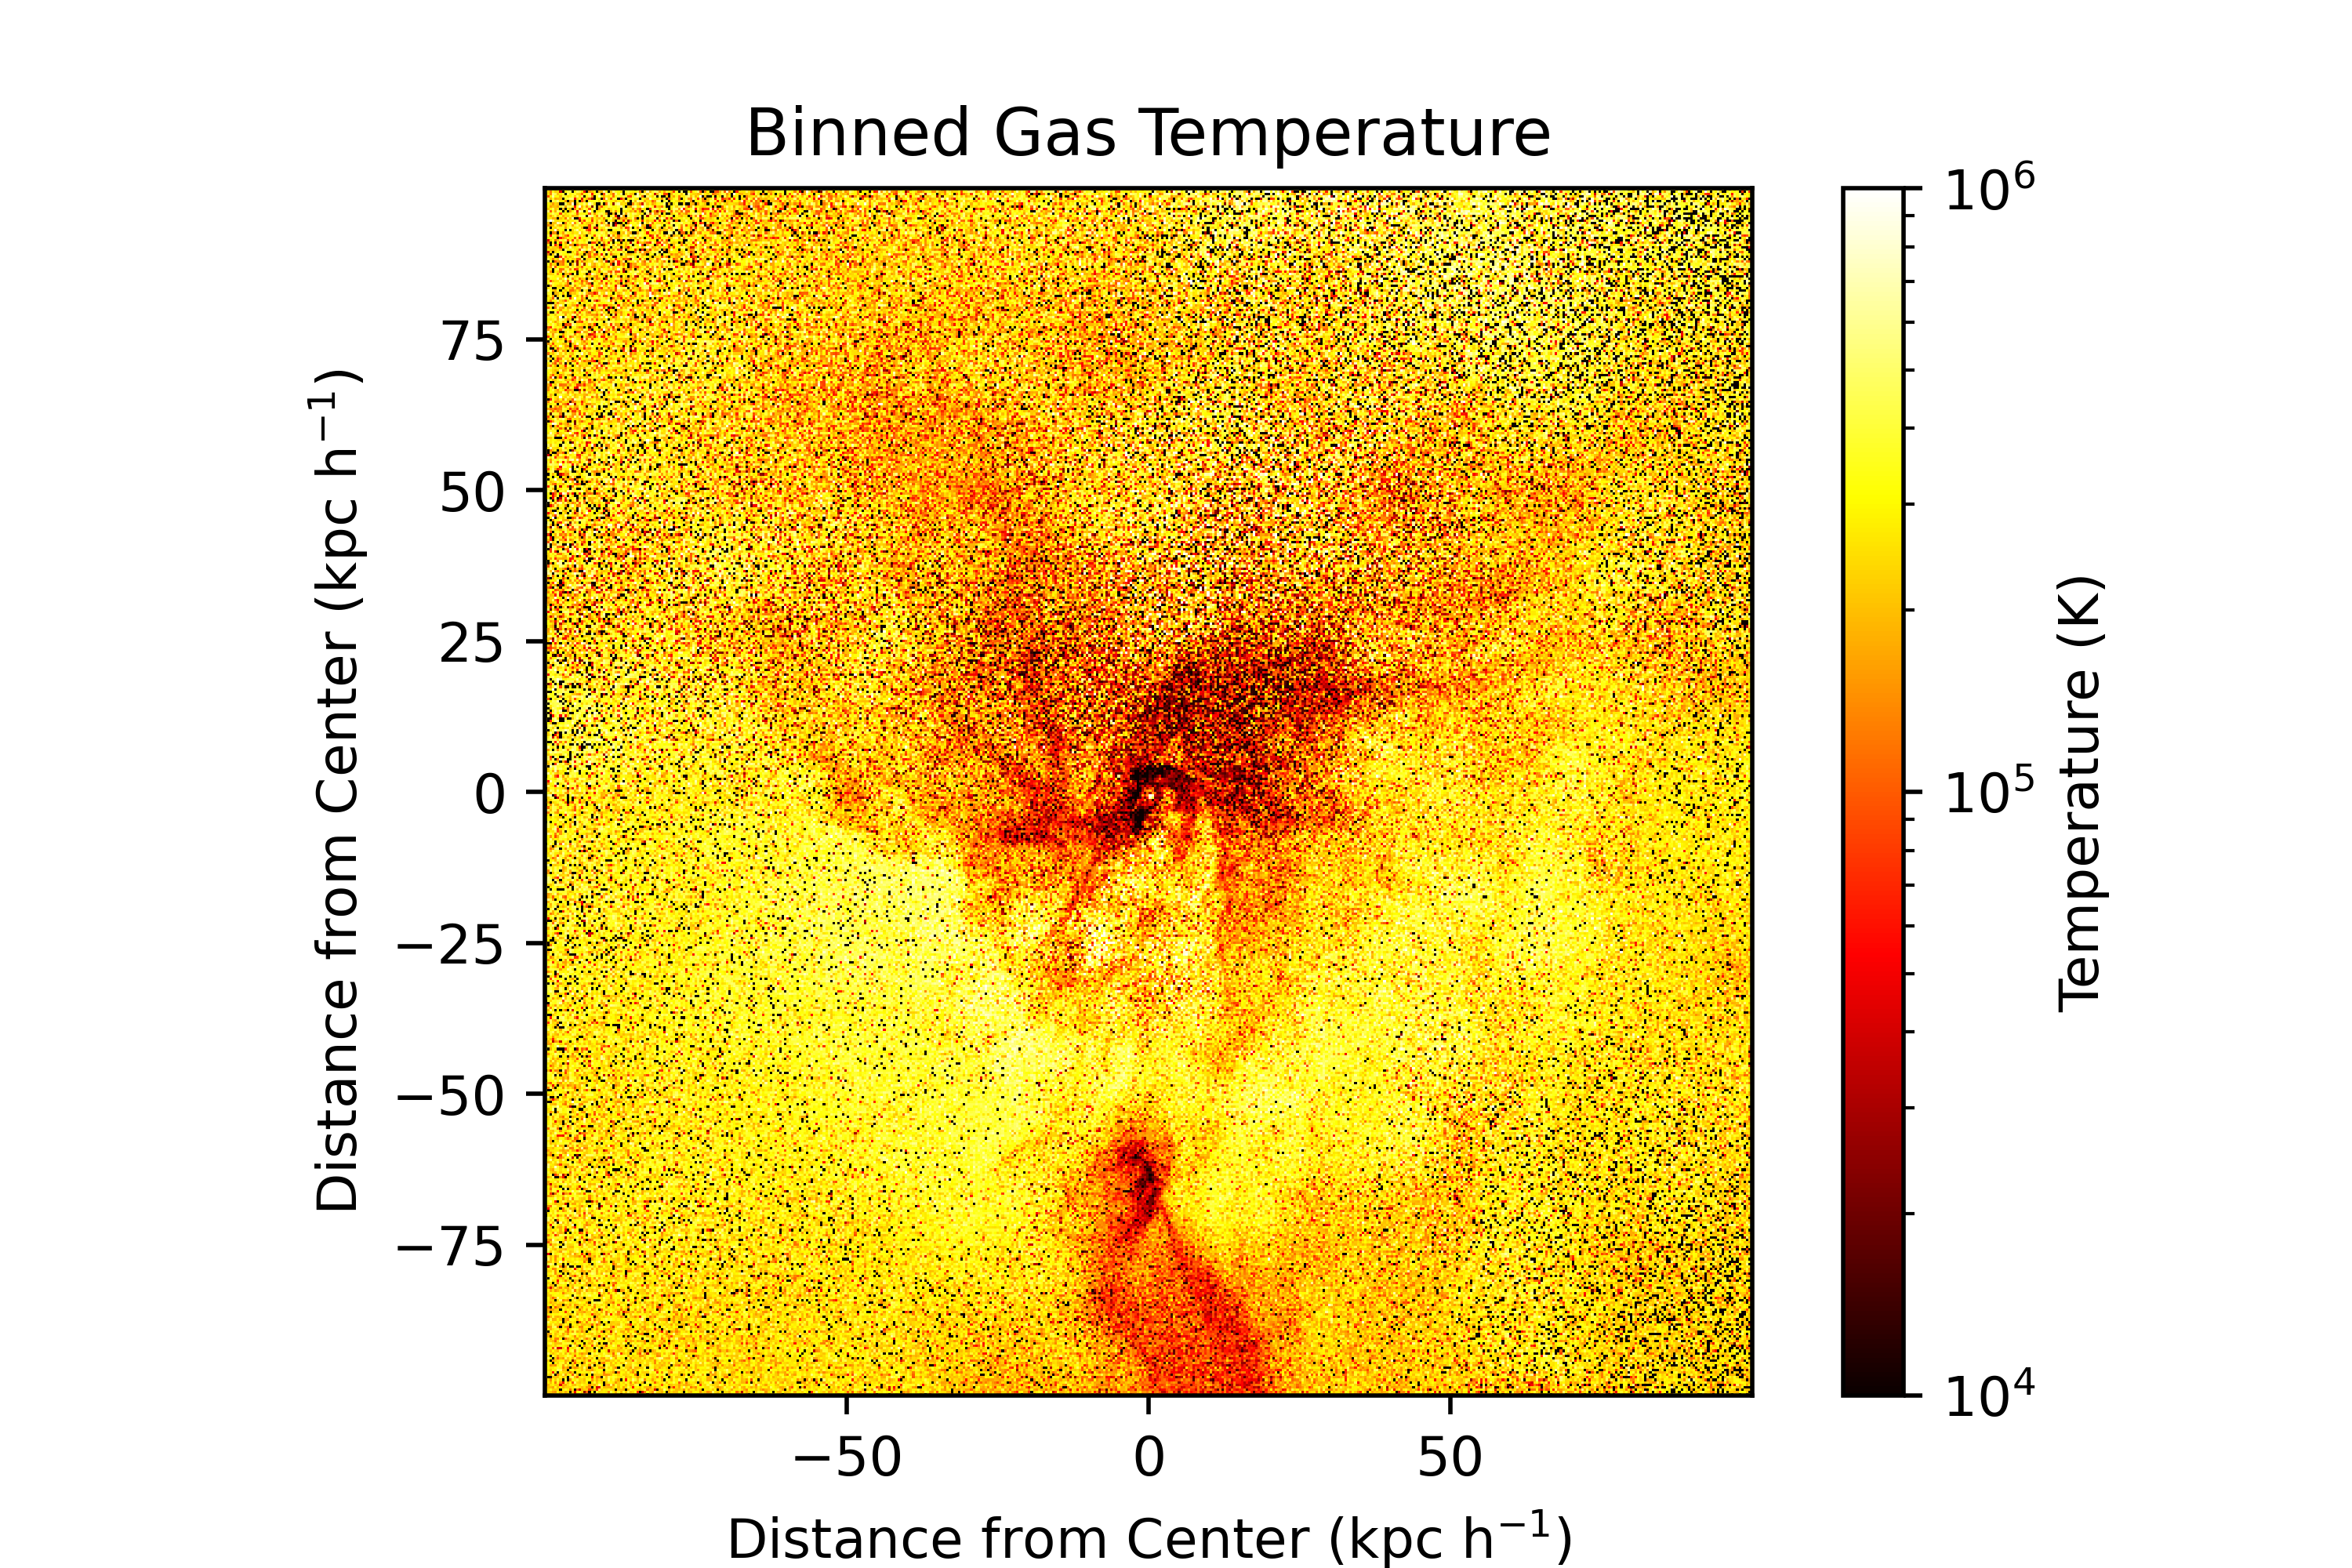 Binned Gas Temperature
10⁶
10⁵
10⁴
Temperature (K)
75
50
25
0
−25
−50
−75
Distance from Center (kpc h⁻¹)
−50 0 50
Distance from Center (kpc h⁻¹)